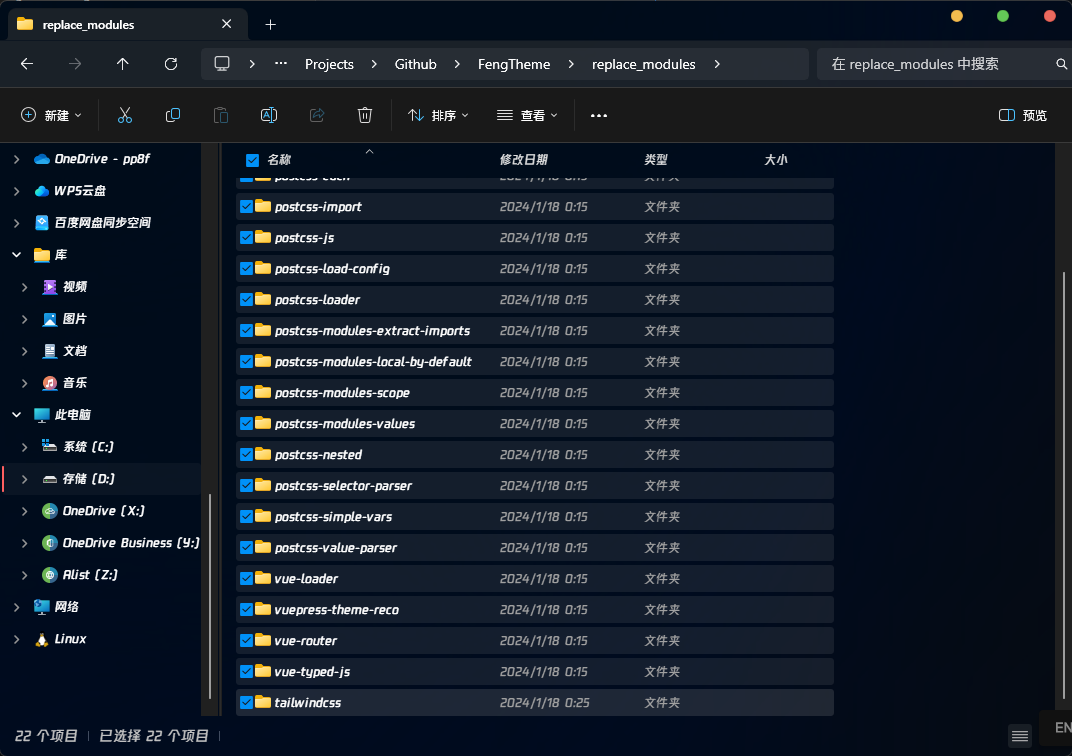 replace_modules
Projects > Github > FengTheme > replace_modules >
在 replace_modules 中搜索
新建
排序
查看
预览
OneDrive - pp8f
WPS云盘
百度网盘同步空间
库
视频
图片
文档
音乐
此电脑
系统 (C:)
存储 (D:)
OneDrive (X:)
OneDrive Business (Y:)
Alist (Z:)
网络
Linux
名称 修改日期 类型 大小
postcss-import 2024/1/18 0:15 文件夹
postcss-js 2024/1/18 0:15 文件夹
postcss-load-config 2024/1/18 0:15 文件夹
postcss-loader 2024/1/18 0:15 文件夹
postcss-modules-extract-imports 2024/1/18 0:15 文件夹
postcss-modules-local-by-default 2024/1/18 0:15 文件夹
postcss-modules-scope 2024/1/18 0:15 文件夹
postcss-modules-values 2024/1/18 0:15 文件夹
postcss-nested 2024/1/18 0:15 文件夹
postcss-selector-parser 2024/1/18 0:15 文件夹
postcss-simple-vars 2024/1/18 0:15 文件夹
postcss-value-parser 2024/1/18 0:15 文件夹
vue-loader 2024/1/18 0:15 文件夹
vuepress-theme-reco 2024/1/18 0:15 文件夹
vue-router 2024/1/18 0:15 文件夹
vue-typed-js 2024/1/18 0:15 文件夹
tailwindcss 2024/1/18 0:25 文件夹
22 个项目 已选择 22 个项目
EN